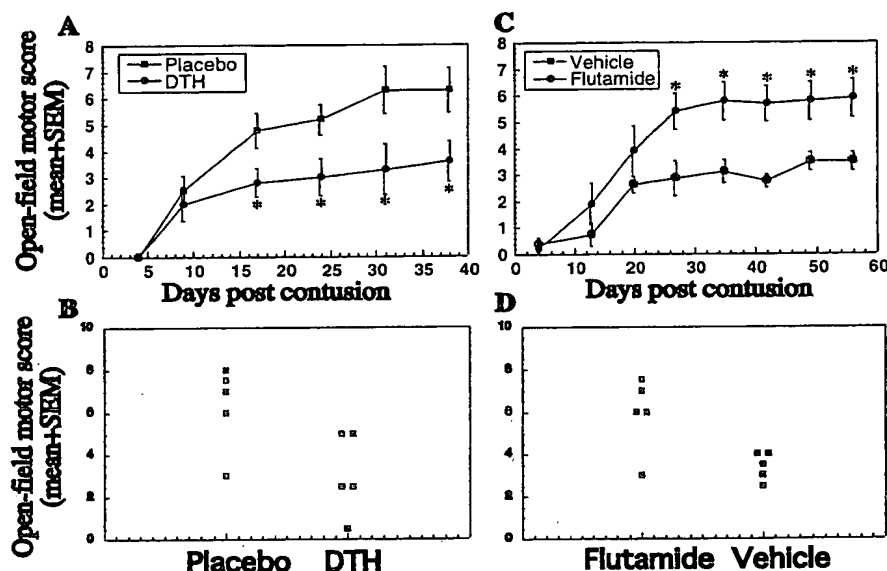 A
Open-field motor score
(mean+SEM)
8
7
6
5
4
3
2
1
0
Placebo
DTH
*
*
*
*
0 5 10 15 20 25 30 35 40
Days post contusion
C
8
7
6
5
4
3
2
1
0
Vehicle
Flutamide
*
*
*
*
*
0 10 20 30 40 50 60
Days post contusion
B
Open-field motor score
(mean+SEM)
10
8
6
4
2
0
Placebo DTH
D
10
8
6
4
2
0
Flutamide Vehicle